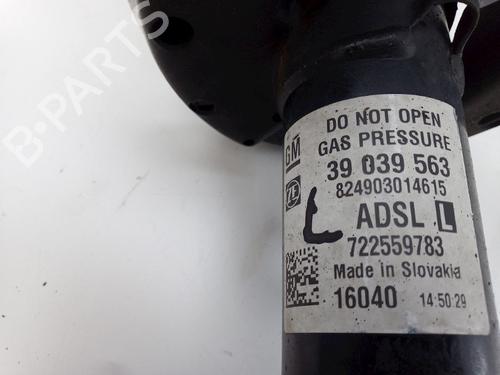 B-PARTS
DO NOT OPEN
GAS PRESSURE
GM
39 039 563
ZF
824903014615
L ADSL L
722559783
Made in Slovakia
16040 14:50:29